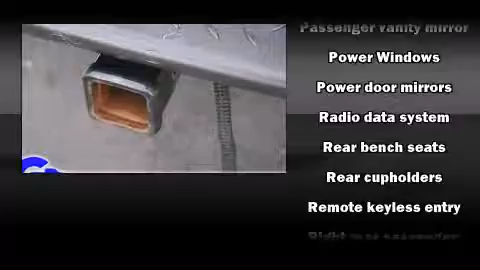 Passenger vanity mirror
Power Windows
Power door mirrors
Radio data system
Rear bench seats
Rear cupholders
Remote keyless entry